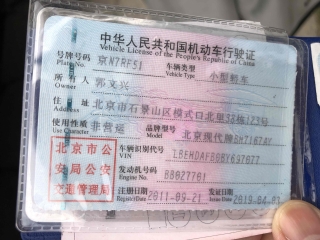 中华人民共和国机动车行驶证
Vehicle License of the People's Republic of China
号牌号码 京N7RF51 车辆类型 小型轿车
Plate No. Vehicle Type
所有人 郭文兴
Owner
住址 北京市石景山区模式口北里
使用性质 非营运 品牌型号 北京现代牌
Use Character
北京市公
安局公安
交通管理局
车辆识别代号
VIN
发动机号码 BB027761
Engine No.
注册日期 2011-09-21 发证日期 2019-04-03
Register Date Issue Date